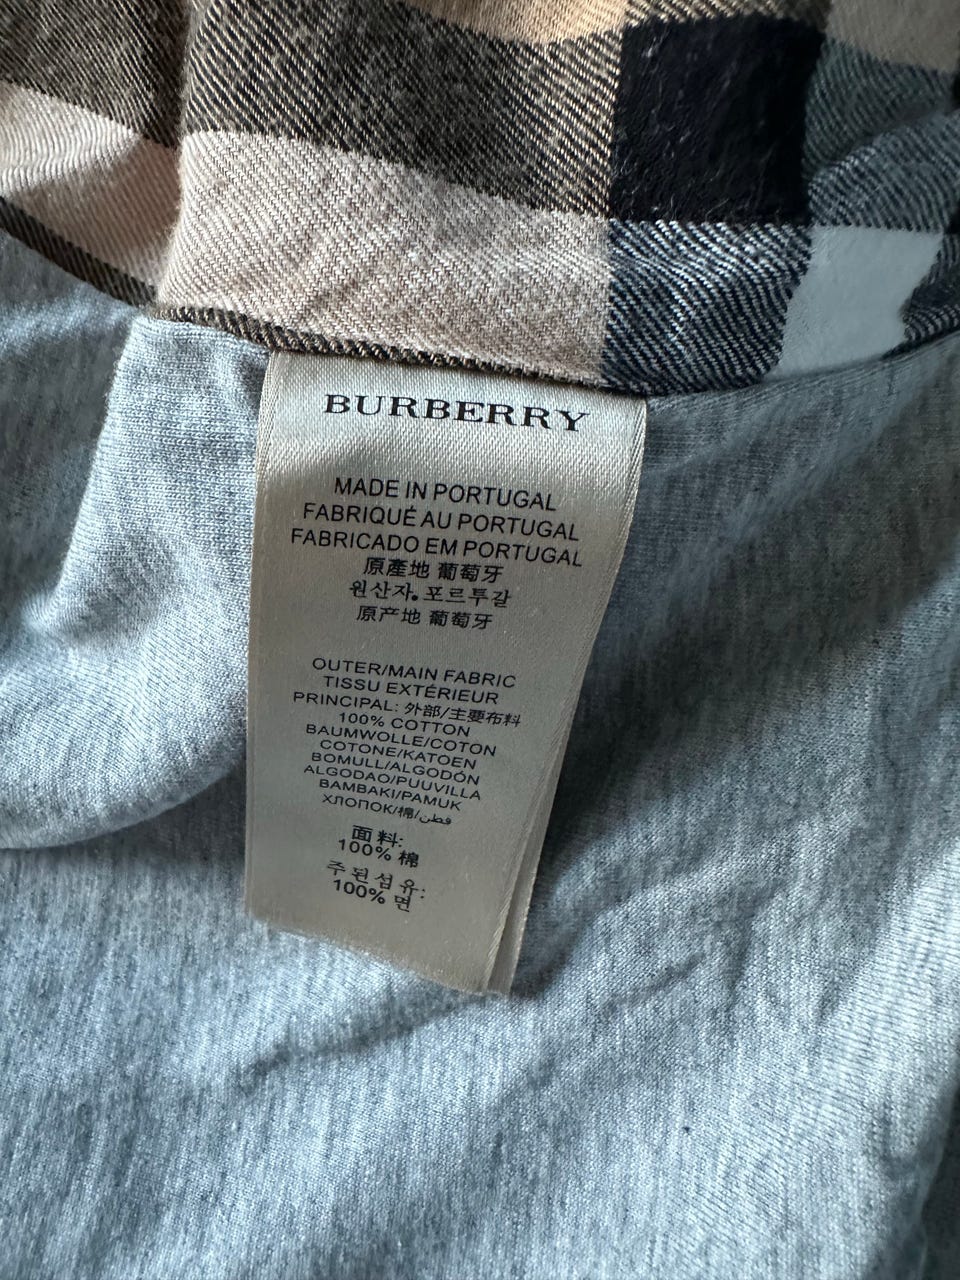 BURBERRY
MADE IN PORTUGAL
FABRIQUÉ AU PORTUGAL
FABRICADO EM PORTUGAL
原產地 葡萄牙
원산자. 포르투갈
原产地 葡萄牙
OUTER/MAIN FABRIC
TISSU EXTÉRIEUR
PRINCIPAL: 外部/主要布料
100% COTTON
BAUMWOLLE/COTON
COTONE/KATOEN
BOMULL/ALGODÓN
ALGODAO/PUUVILLA
BAMBAKI/PAMUK
ХЛОПОК/棉/قطن
面料:
100% 棉
주된섬유:
100% 면